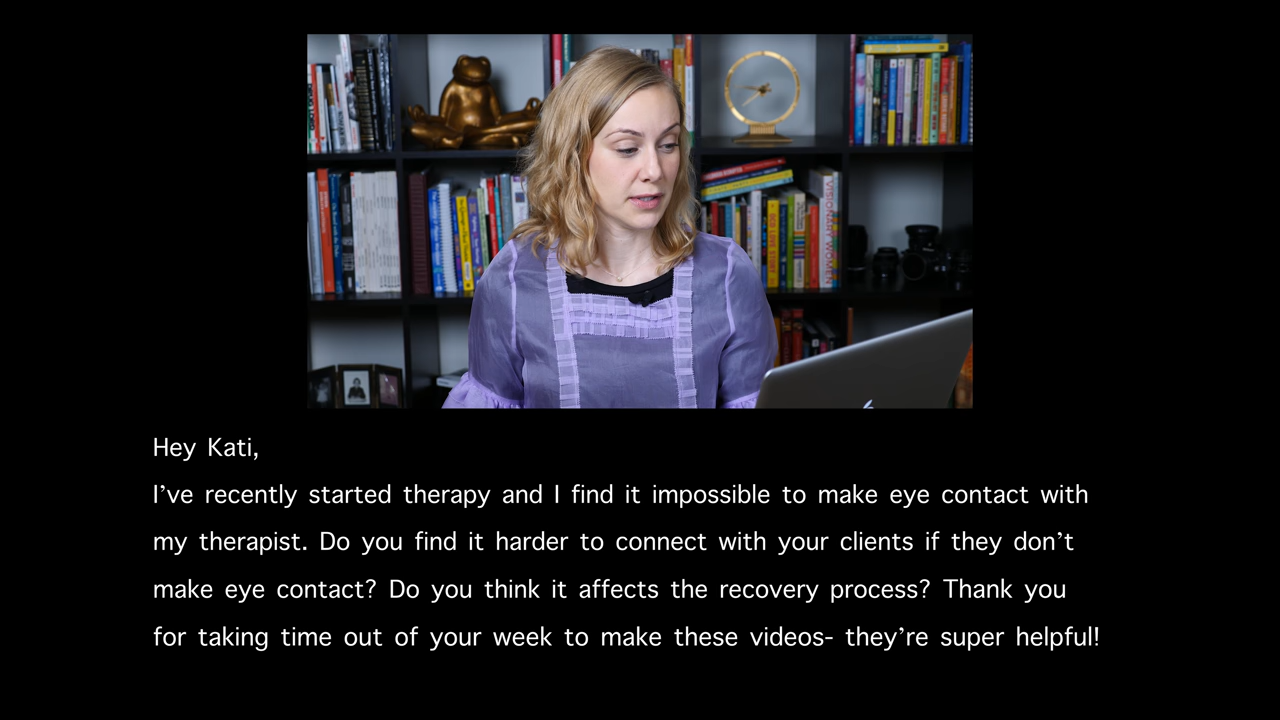 Hey Kati,
I’ve recently started therapy and I find it impossible to make eye contact with
my therapist. Do you find it harder to connect with your clients if they don’t
make eye contact? Do you think it affects the recovery process? Thank you
for taking time out of your week to make these videos- they’re super helpful!
VISIONARY WOMEN